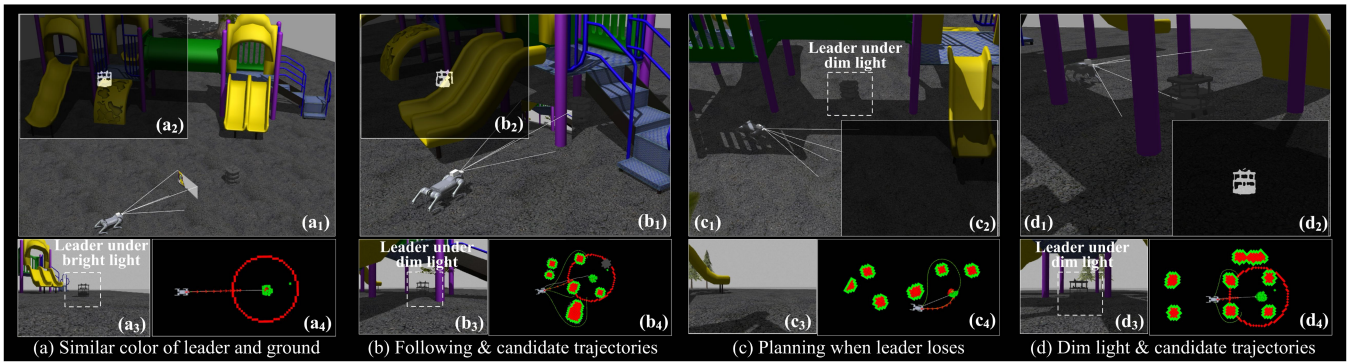 (a₂)
(a₁)
Leader under
bright light
(a₃)
(a₄)
(a) Similar color of leader and ground
(b₂)
(b₁)
Leader under
dim light
(b₃)
(b₄)
(b) Following & candidate trajectories
Leader under
dim light
(c₁)
(c₂)
(c₃)
(c₄)
(c) Planning when leader loses
(d₁)
(d₂)
Leader under
dim light
(d₃)
(d₄)
(d) Dim light & candidate trajectories